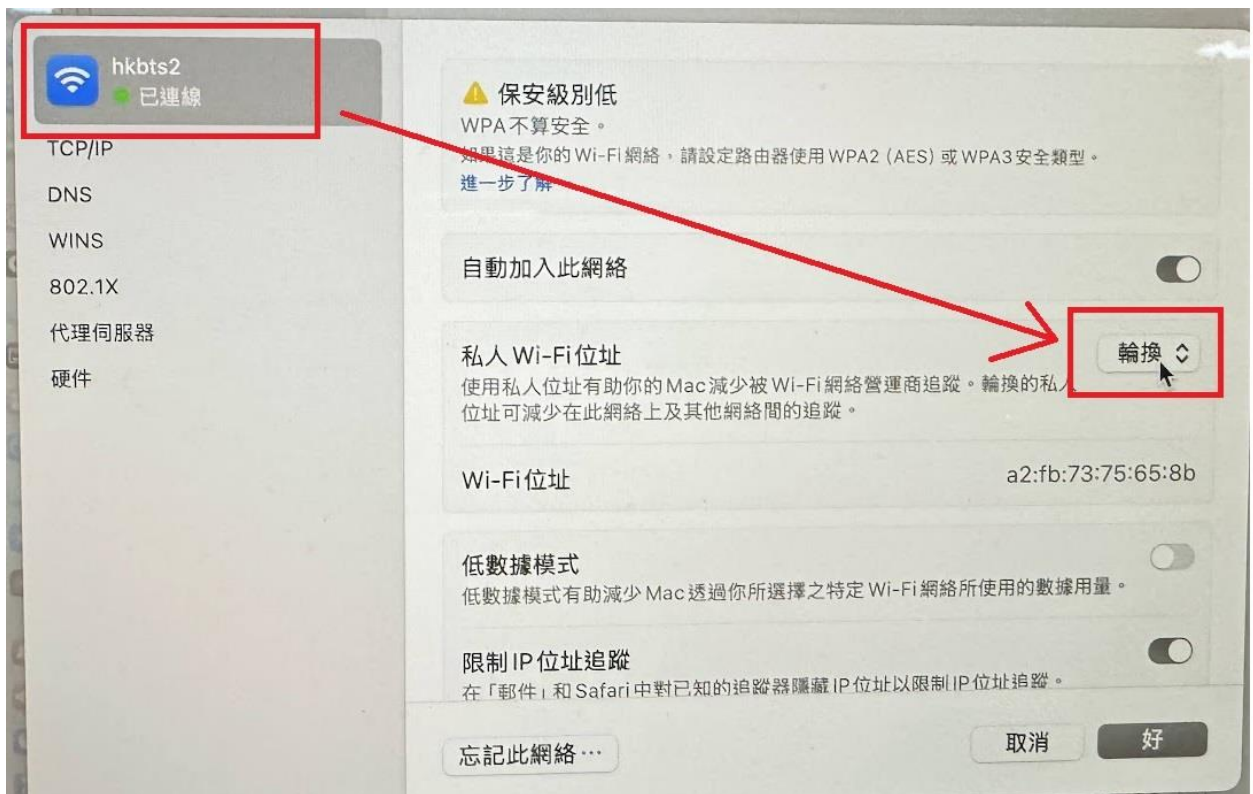 hkbts2
已連線
TCP/IP
DNS
WINS
802.1X
代理伺服器
硬件
保安級別低
WPA不算安全。
如果這是你的Wi-Fi網絡，請設定路由器使用WPA2 (AES) 或WPA3安全類型。
進一步了解
自動加入此網絡
私人Wi-Fi位址
輪換
使用私人位址有助你的Mac減少被Wi-Fi網絡營運商追蹤。輪換的私人
位址可減少在此網絡上及其他網絡間的追蹤。
Wi-Fi位址
a2:fb:73:75:65:8b
低數據模式
低數據模式有助減少Mac透過你所選擇之特定Wi-Fi網絡所使用的數據用量。
限制IP位址追蹤
在「郵件」和Safari中對已知的追蹤器隱藏IP位址以限制IP位址追蹤。
忘記此網絡…
取消
好